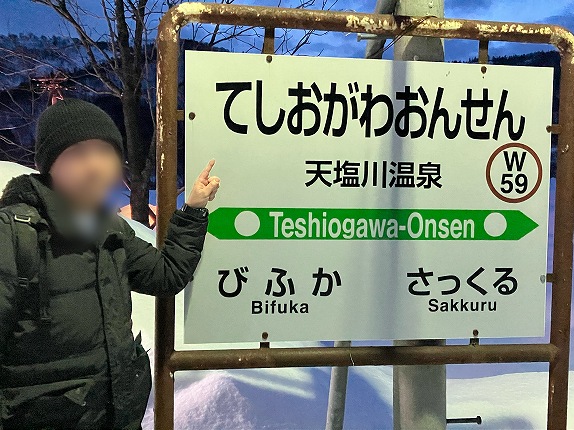 てしおがわおんせん
天塩川温泉
W
59
Teshiogawa-Onsen
びふか さっくる
Bifuka Sakkuru